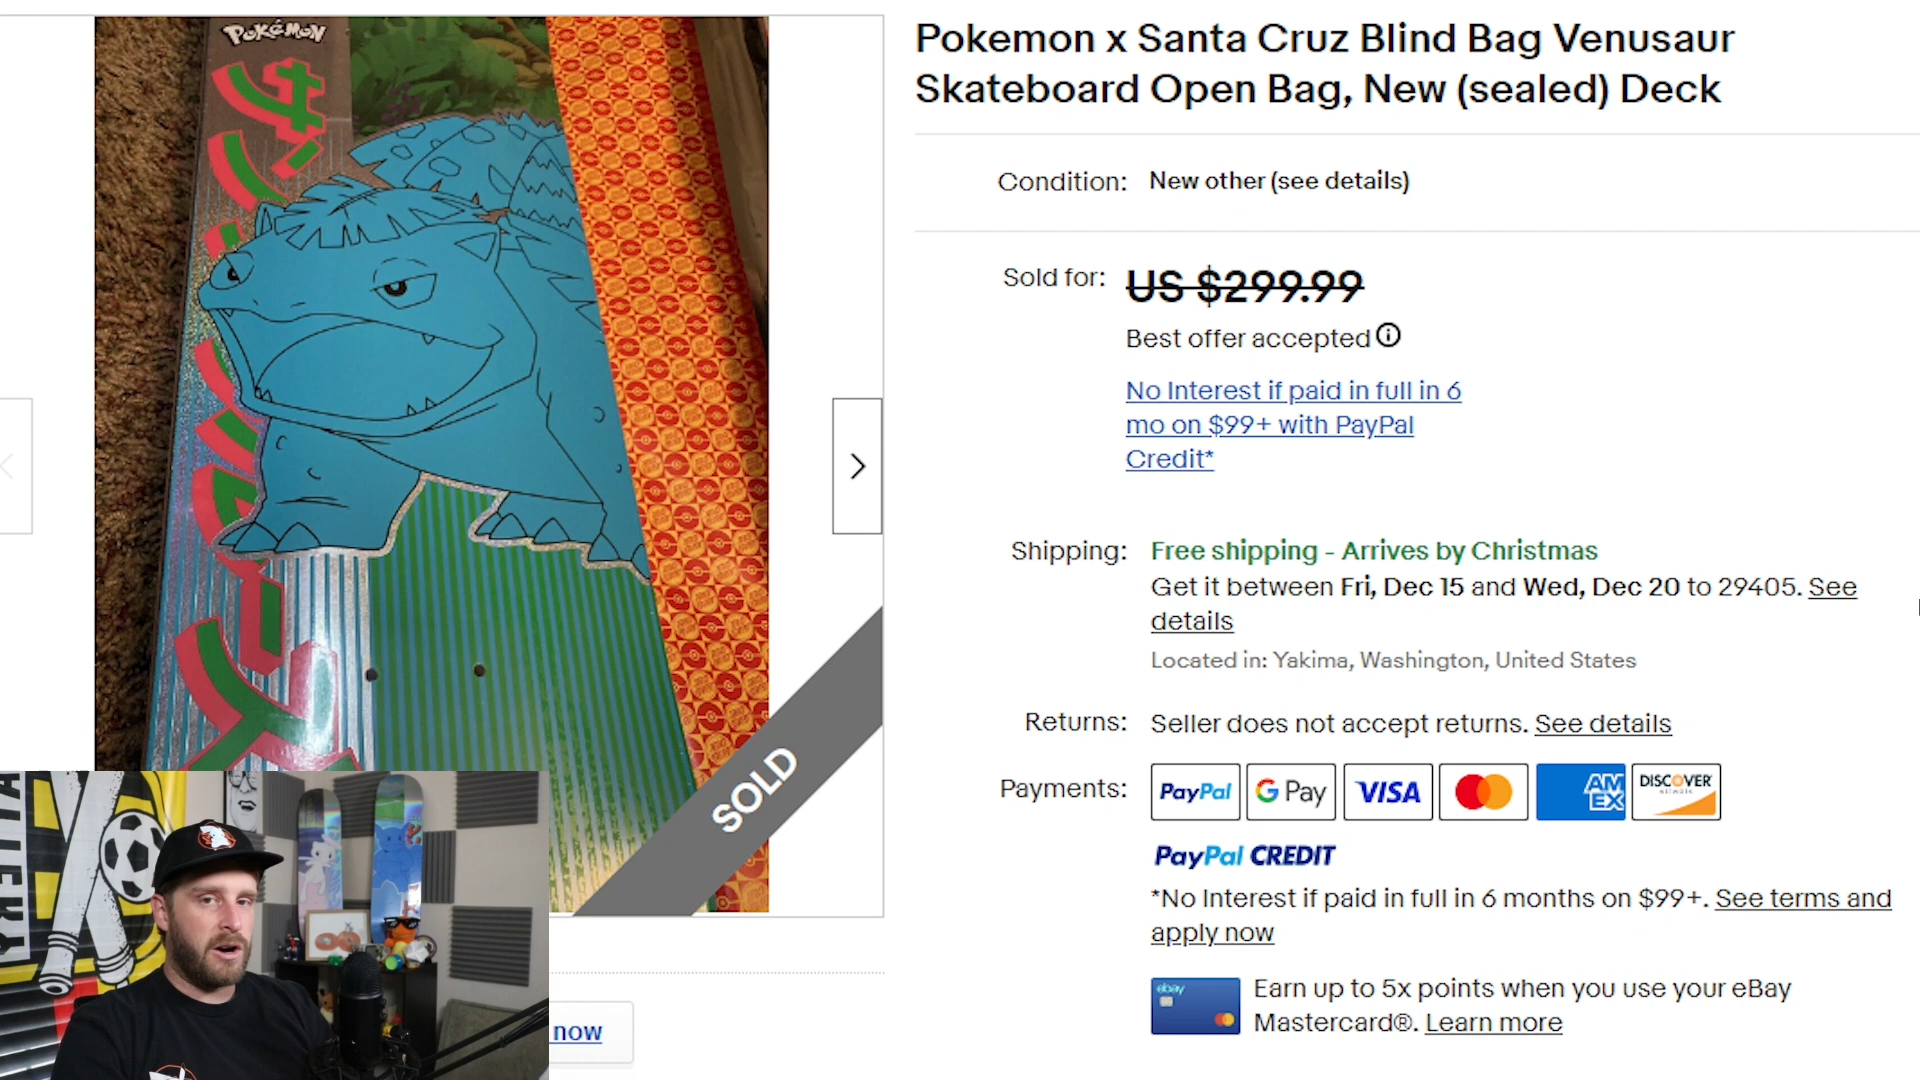 POKéMON
Pokemon x Santa Cruz Blind Bag Venusaur
Skateboard Open Bag, New (sealed) Deck
Condition: New other (see details)
Sold for: US $299.99
Best offer accepted
No Interest if paid in full in 6
mo on $99+ with PayPal
Credit*
Shipping: Free shipping - Arrives by Christmas
Get it between Fri, Dec 15 and Wed, Dec 20 to 29405. See
details
Located in: Yakima, Washington, United States
Returns: Seller does not accept returns. See details
Payments: PayPal G Pay VISA AM EX DISCOVER
PayPal CREDIT
*No Interest if paid in full in 6 months on $99+. See terms and
apply now
ebay
Earn up to 5x points when you use your eBay
Mastercard®. Learn more
SOLD
now